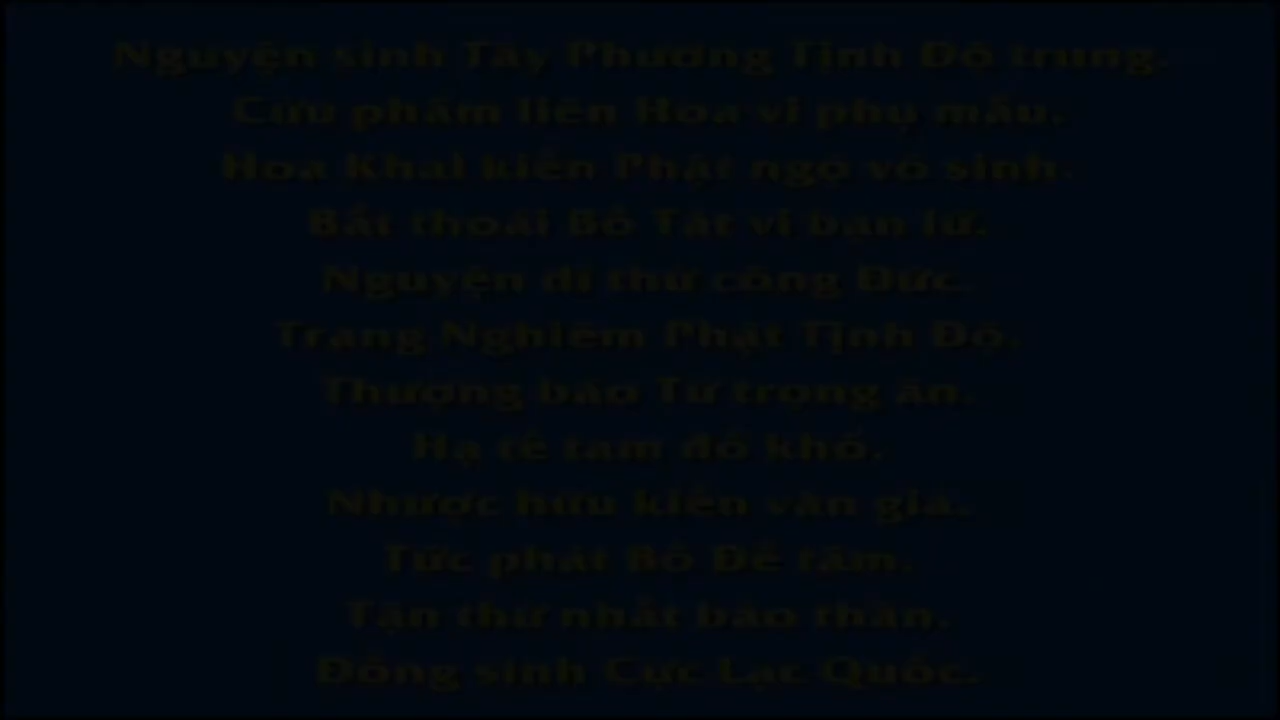 Nguyện sinh Tây Phương Tịnh Độ trung.
Cửu phẩm liên Hoa vi phụ mẫu.
Hoa Khai kiến Phật ngộ vô sinh.
Bất thoái Bồ Tát vi bạn lữ.
Nguyện dĩ thử công Đức.
Trang Nghiêm Phật Tịnh Độ.
Thượng báo Tứ trọng ân.
Hạ tế tam đồ khổ.
Nhược hữu kiến văn giả.
Tức phát Bồ Đề tâm.
Tận thử nhất báo thân.
Đồng sinh Cực Lạc Quốc.